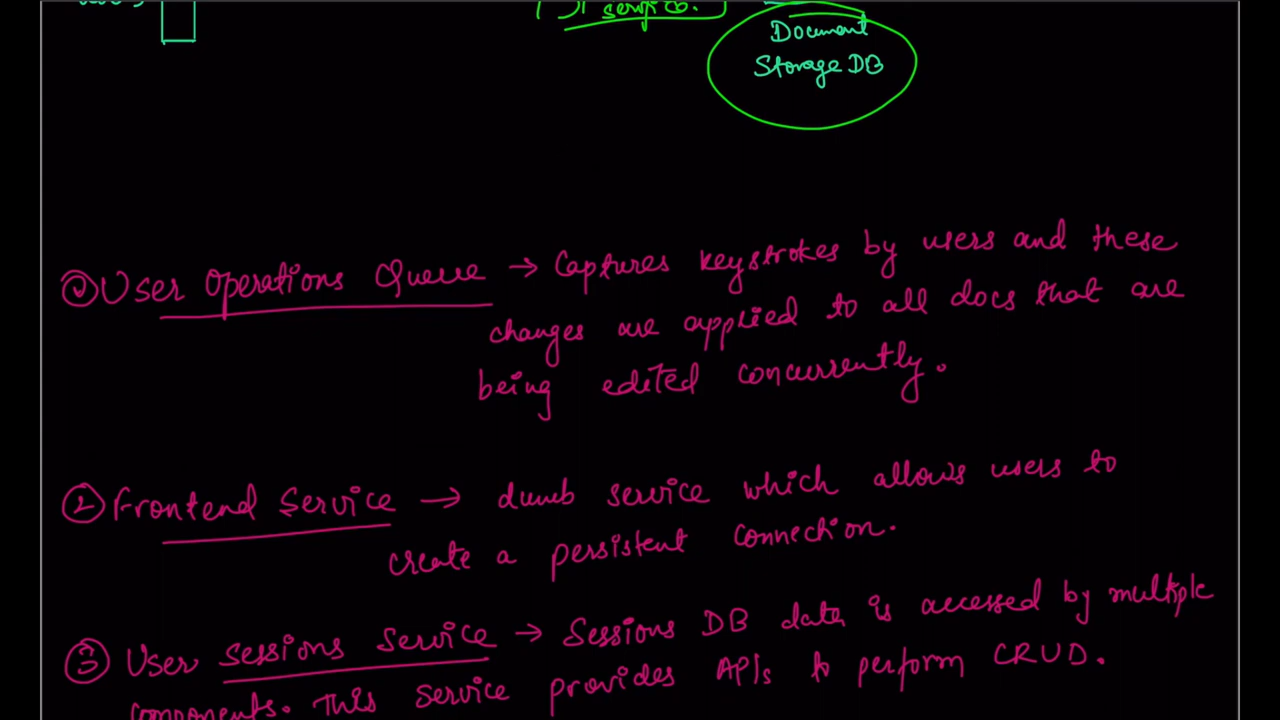 service.
Document
Storage DB
① User Operations Queue → Captures keystrokes by users and these
changes are applied to all docs that are
being edited concurrently.
② Frontend Service → dumb service which allows users to
create a persistent connection.
③ User sessions service → Sessions DB data is accessed by multiple
components. This service provides APIs to perform CRUD.